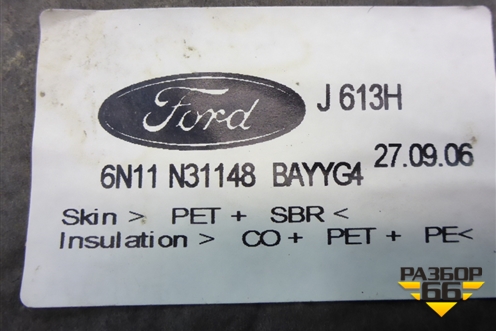 Ford
J 613H
6N11 N31148 BAYYG4 27.09.06
Skin > PET + SBR <
Insulation > CO + PET + PE<
РАЗБОР
66